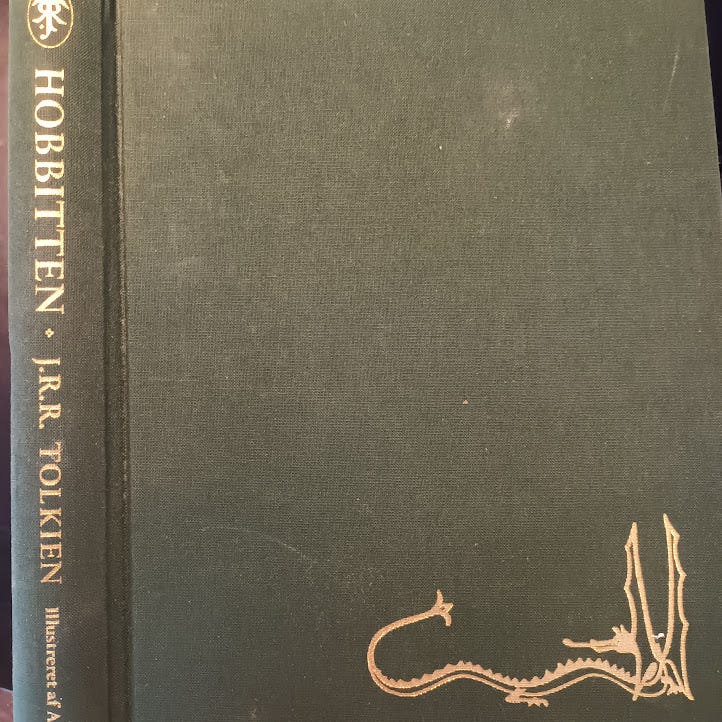 HOBBITTEN · J.R.R. TOLKIEN Illustreret af